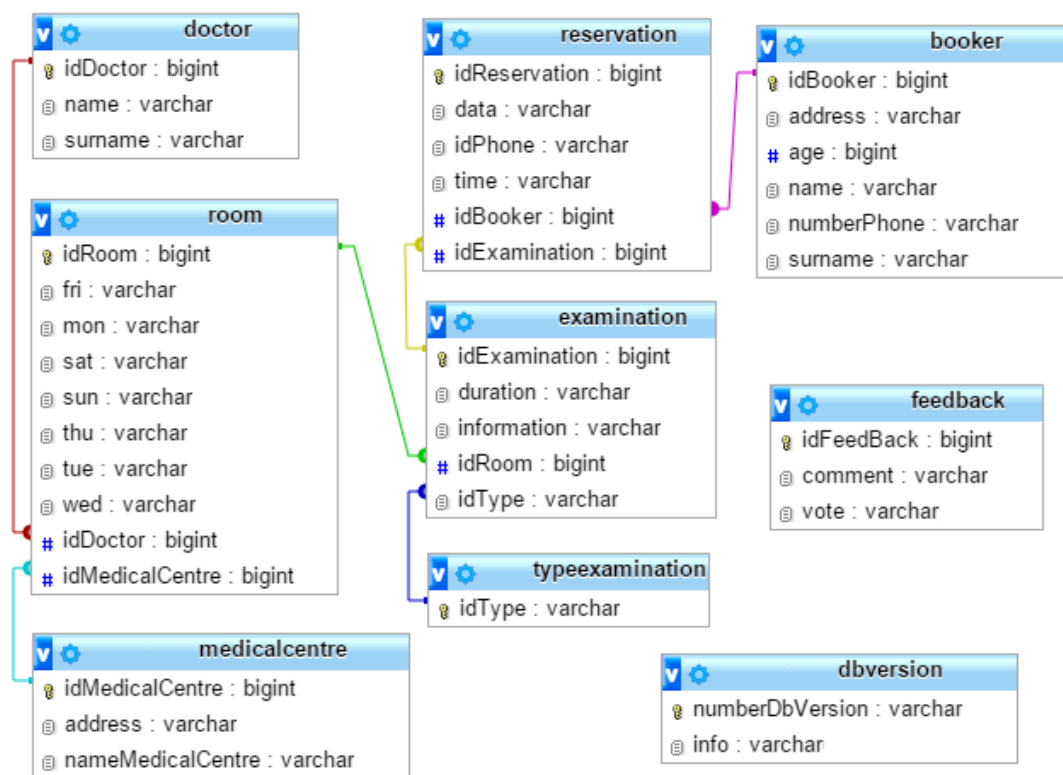 doctor
idDoctor : bigint
name : varchar
surname : varchar
room
idRoom : bigint
fri : varchar
mon : varchar
sat : varchar
sun : varchar
thu : varchar
tue : varchar
wed : varchar
# idDoctor : bigint
# idMedicalCentre : bigint
medicalcentre
idMedicalCentre : bigint
address : varchar
nameMedicalCentre : varchar
reservation
idReservation : bigint
data : varchar
idPhone : varchar
time : varchar
# idBooker : bigint
# idExamination : bigint
examination
idExamination : bigint
duration : varchar
information : varchar
# idRoom : bigint
idType : varchar
typeexamination
idType : varchar
booker
idBooker : bigint
address : varchar
# age : bigint
name : varchar
numberPhone : varchar
surname : varchar
feedback
idFeedBack : bigint
comment : varchar
vote : varchar
dbversion
numberDbVersion : varchar
info : varchar